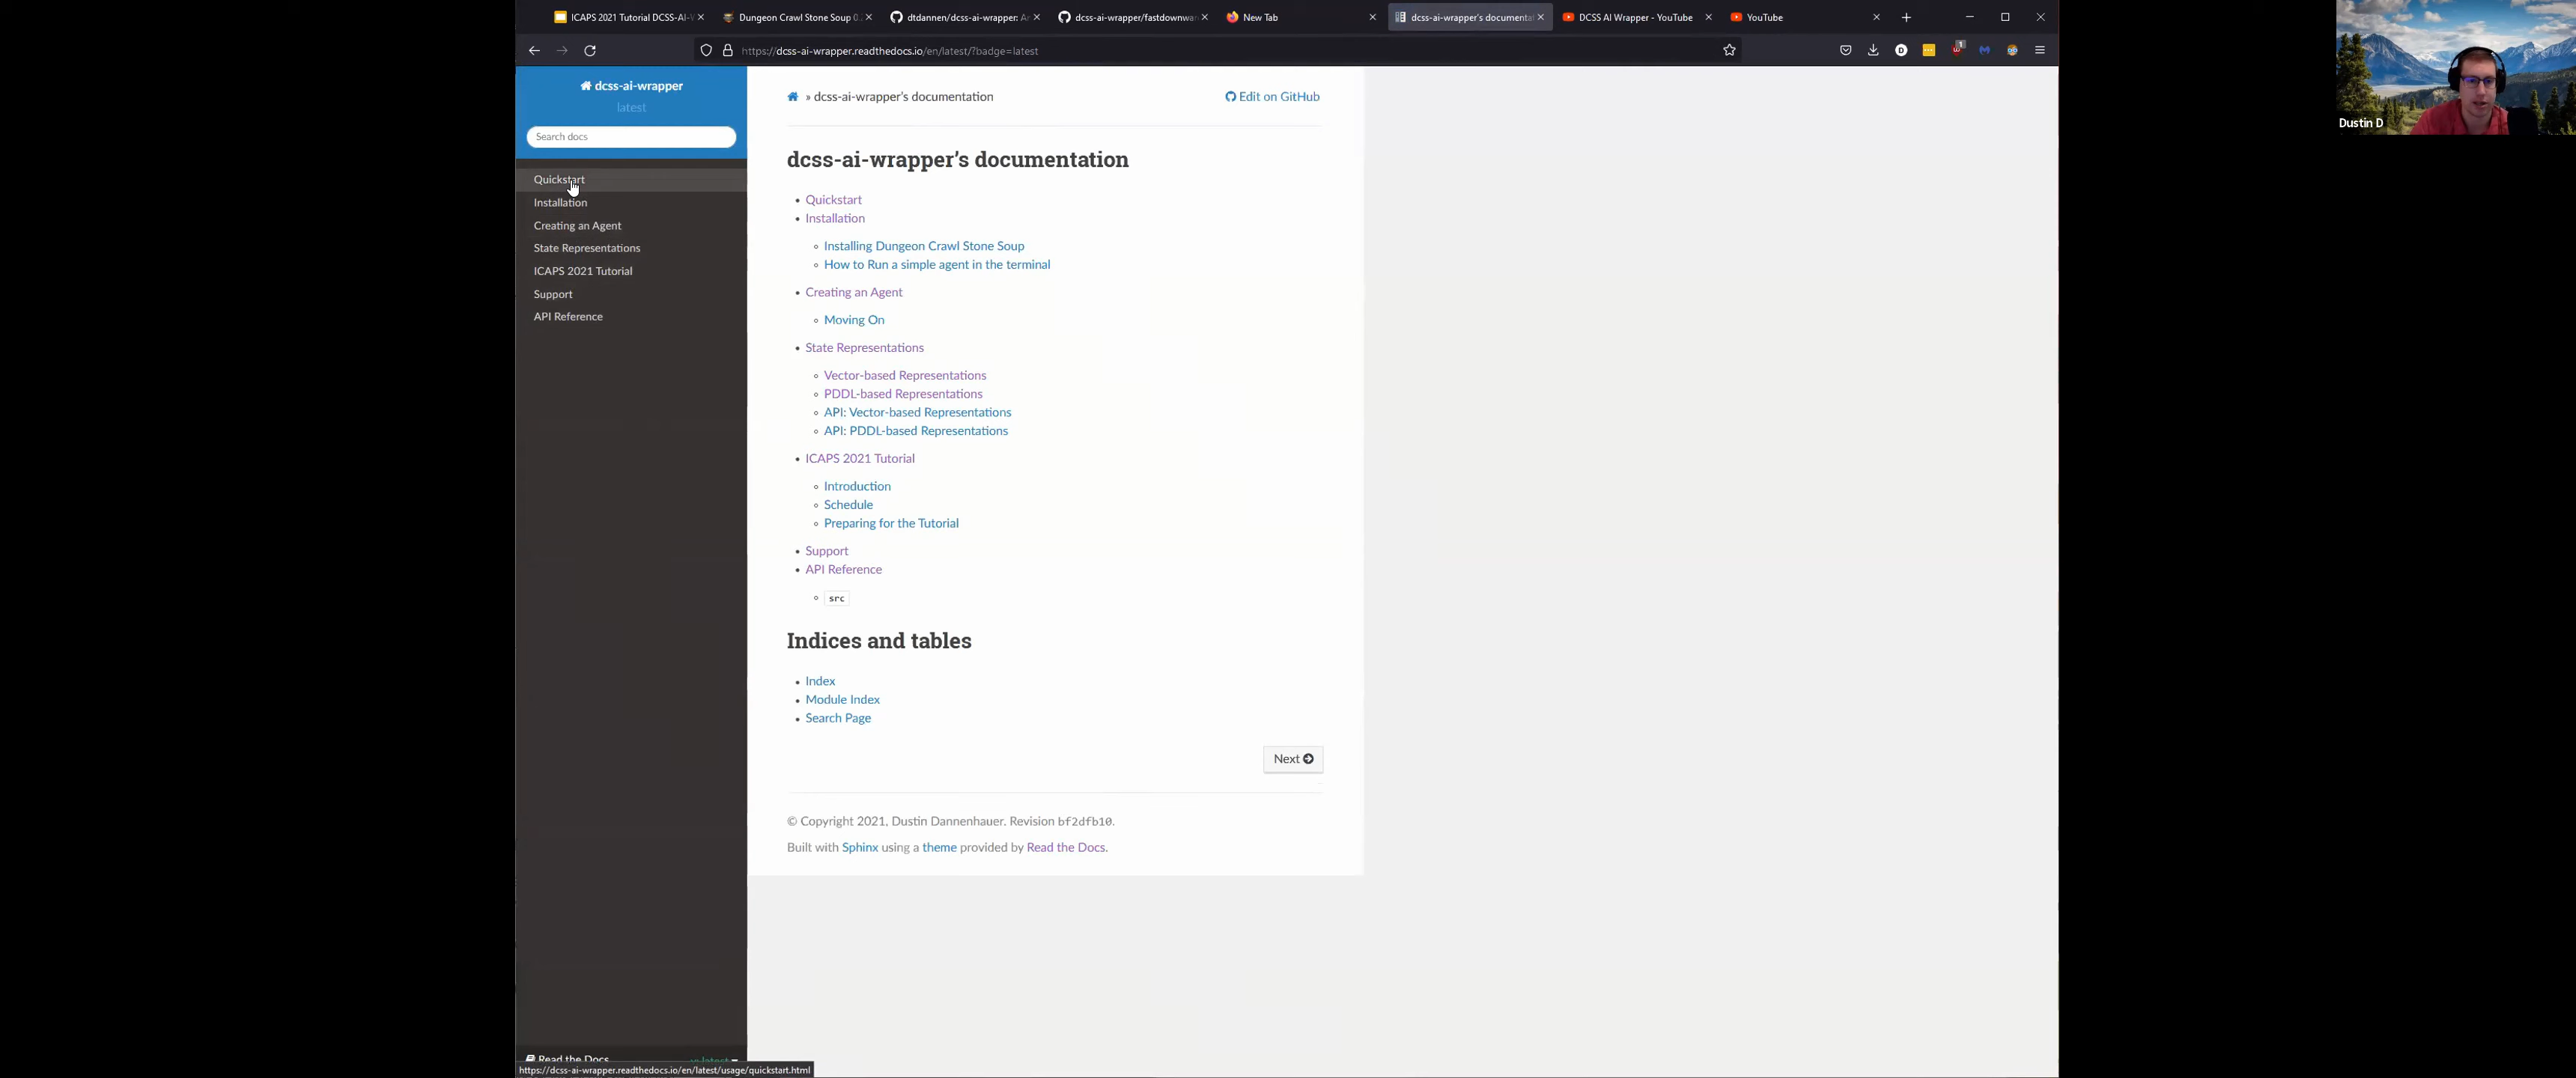 ICAPS 2021 Tutorial DCSS-AI-W
Dungeon Crawl Stone Soup 0.
dtdannen/dcss-ai-wrapper: A
dcss-ai-wrapper/fastdownwar
New Tab
dcss-ai-wrapper's documentat
DCSS AI Wrapper - YouTube
YouTube
https://dcss-ai-wrapper.readthedocs.io/en/latest/?badge=latest
1
dcss-ai-wrapper
latest
Search docs
Quickstart
Installation
Creating an Agent
State Representations
ICAPS 2021 Tutorial
Support
API Reference
» dcss-ai-wrapper's documentation
Edit on GitHub
dcss-ai-wrapper's documentation
• Quickstart
• Installation
◦ Installing Dungeon Crawl Stone Soup
◦ How to Run a simple agent in the terminal
• Creating an Agent
◦ Moving On
• State Representations
◦ Vector-based Representations
◦ PDDL-based Representations
◦ API: Vector-based Representations
◦ API: PDDL-based Representations
• ICAPS 2021 Tutorial
◦ Introduction
◦ Schedule
◦ Preparing for the Tutorial
• Support
• API Reference
◦ src
Indices and tables
• Index
• Module Index
• Search Page
Next
© Copyright 2021, Dustin Dannenhauer. Revision bf2dfb10.
Built with Sphinx using a theme provided by Read the Docs.
Read the Docs
v: latest
https://dcss-ai-wrapper.readthedocs.io/en/latest/usage/quickstart.html
Dustin D